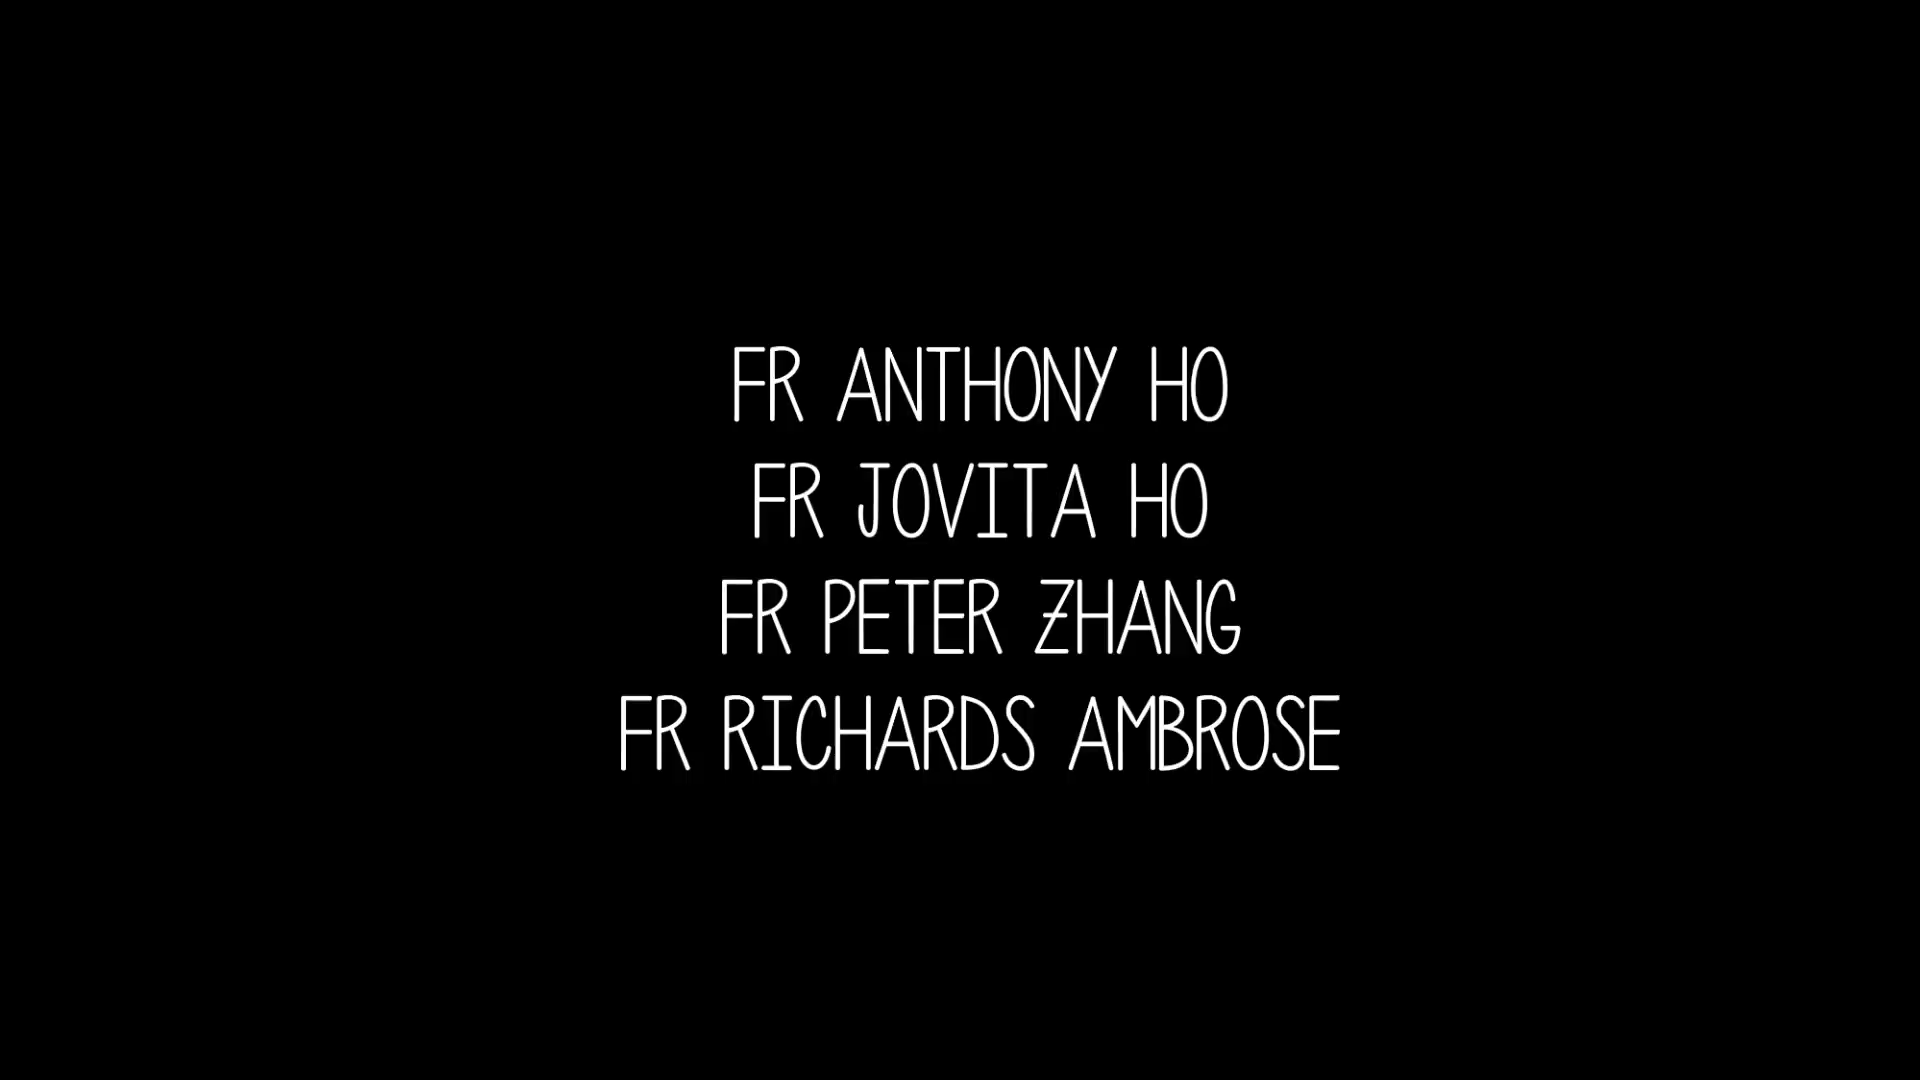 FR ANTHONY HO
FR JOVITA HO
FR PETER ZHANG
FR RICHARDS AMBROSE